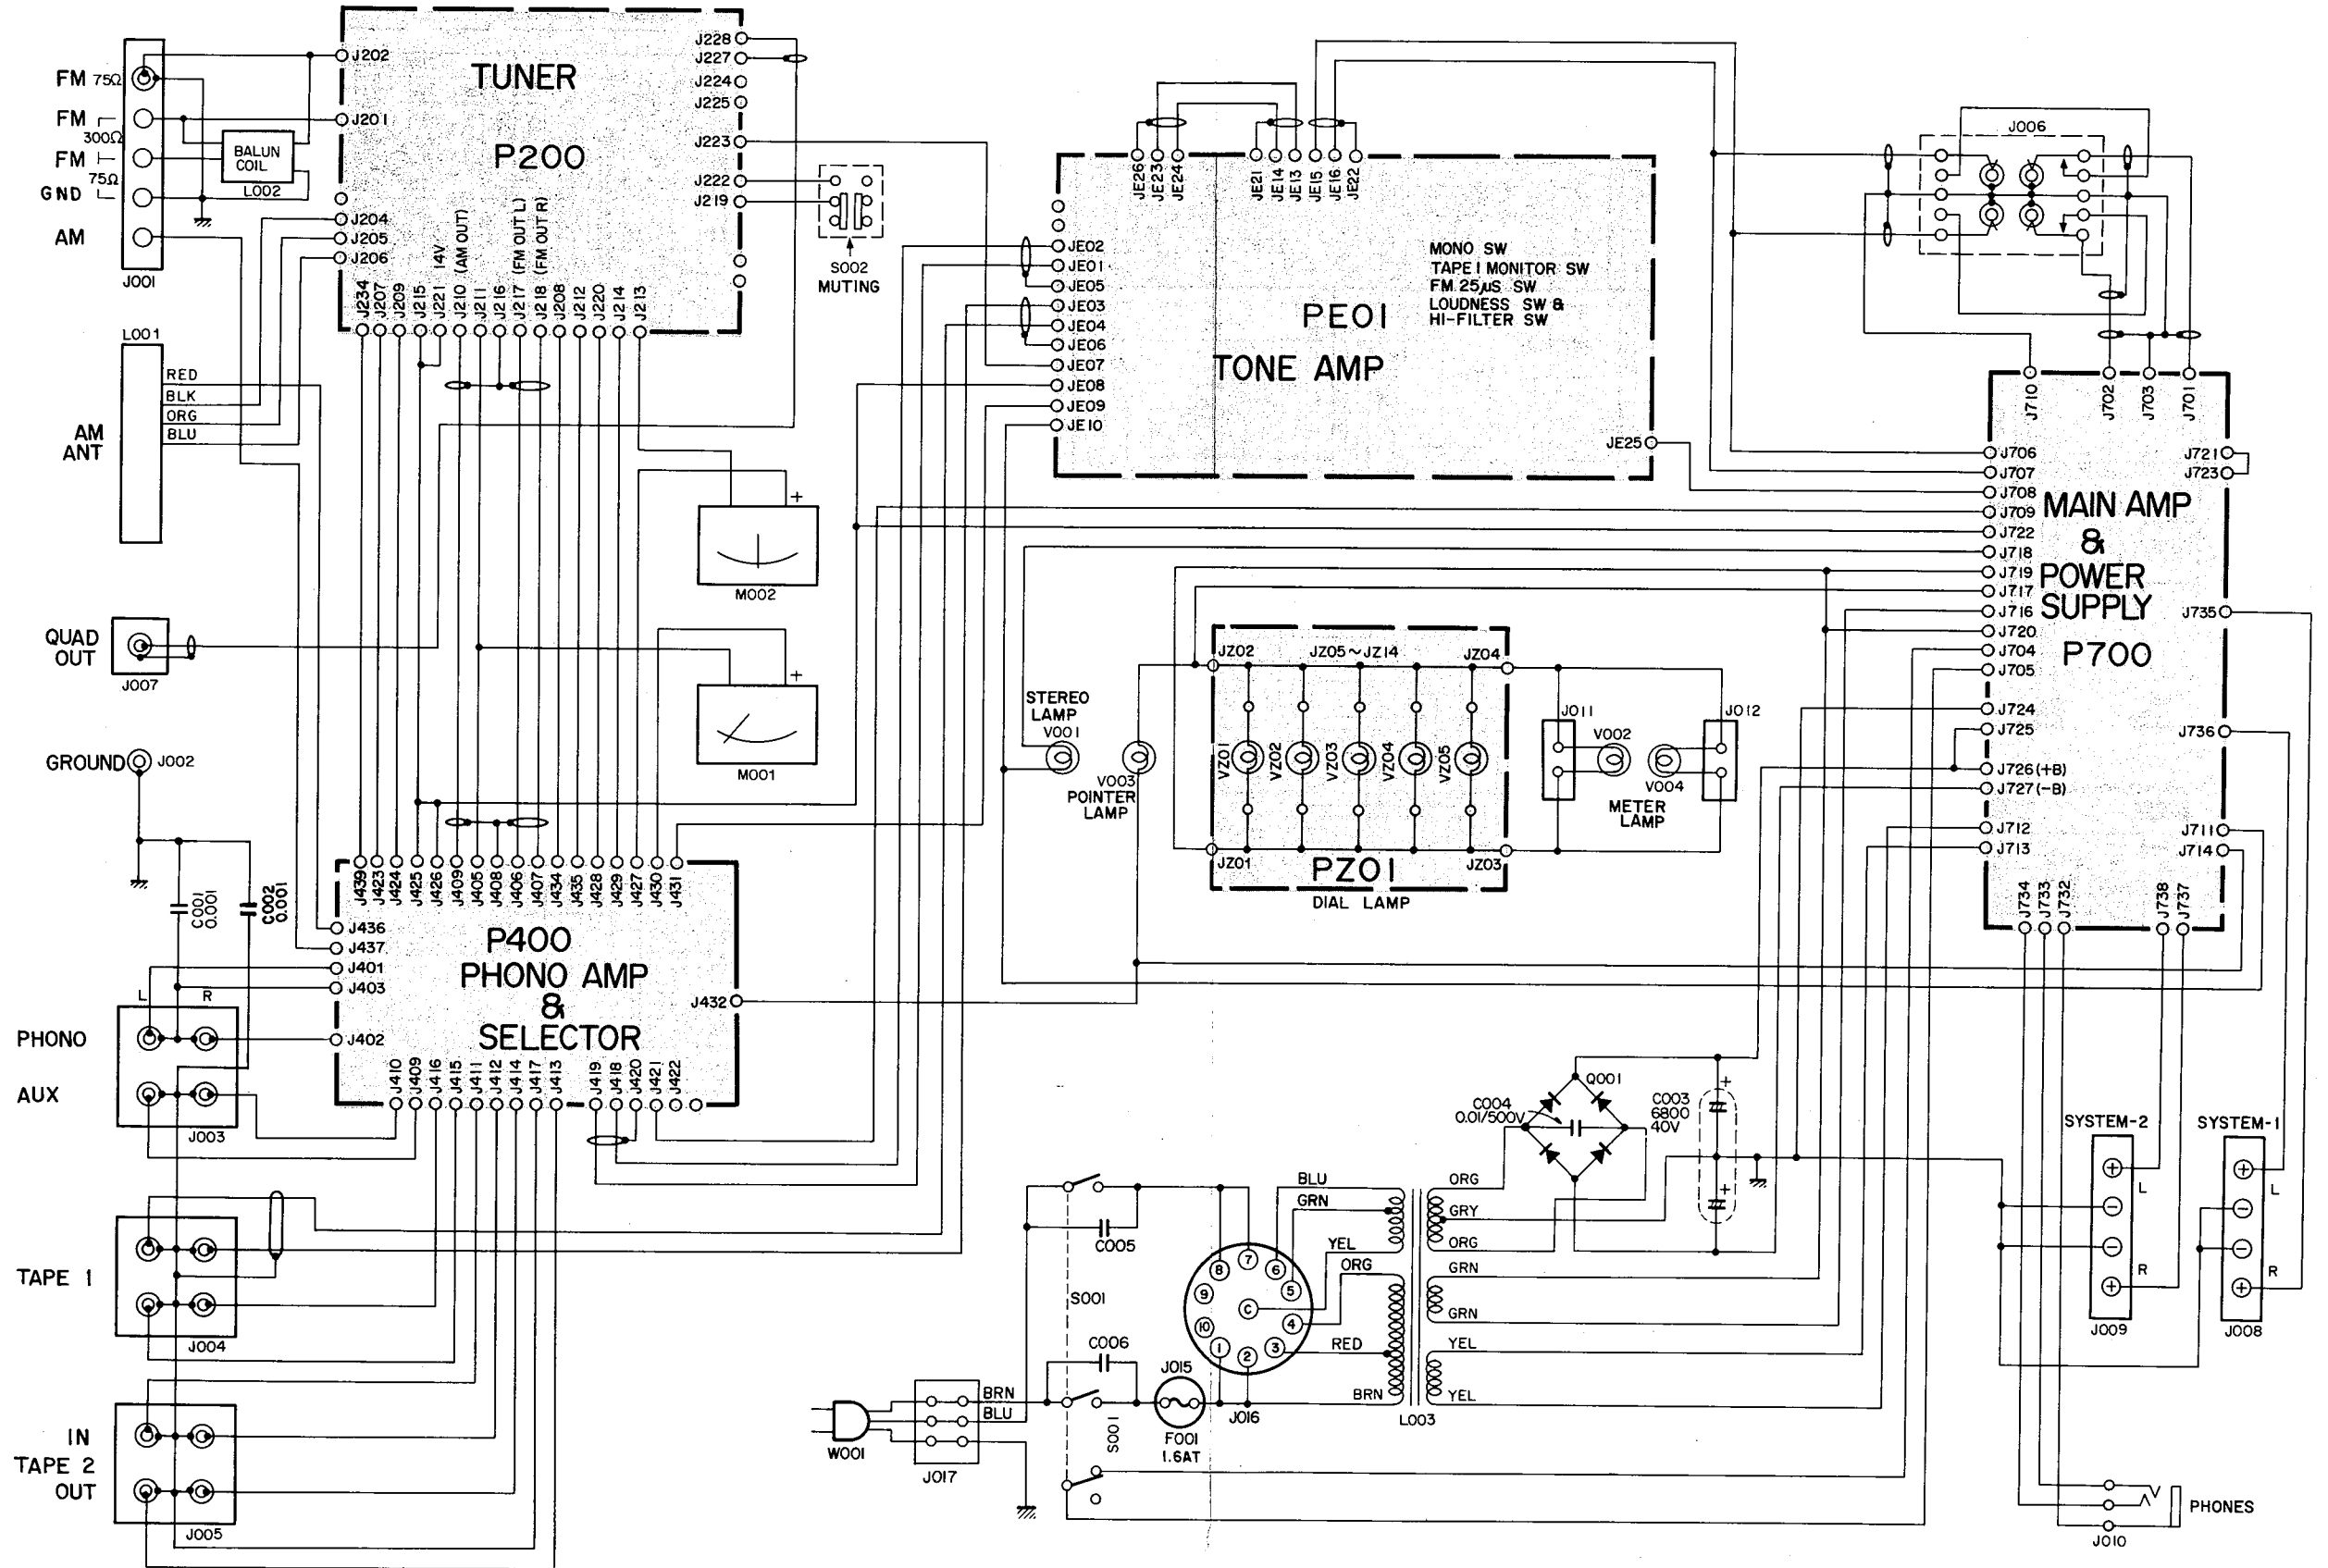 FM 75Ω
FM
300Ω
FM
75Ω
GND
AM
J001
BALUN
COIL
L002
J202
J201
J204
J205
J206
TUNER
P200
J228
J227
J224
J225
J223
J222
J219
J234
J207
J209
J215
J221
14V
J210 (AM OUT)
J211
J216
J217 (FM OUT L)
J218 (FM OUT R)
J208
J212
J220
J214
J213
S002
MUTING
L001
RED
BLK
ORG
BLU
AM
ANT
QUAD
OUT
J007
GROUND
J002
C001
0.001
C002
0.001
+
M002
+
M001
JE26
JE23
JE24
JE21
JE14
JE13
JE15
JE16
JE22
JE02
JE01
JE05
JE03
JE04
JE06
JE07
JE08
JE09
JE10
JE25
PE01
TONE AMP
MONO SW
TAPE 1 MONITOR SW
FM 25μS SW
LOUDNESS SW &
HI-FILTER SW
J006
J710
J702
J703
J701
J706
J707
J708
J709
J722
J718
J719
J717
J716
J720
J704
J705
J724
J725
J726(+B)
J727(-B)
J712
J713
J721
J723
J735
J736
J711
J714
J734
J733
J732
J738
J737
MAIN AMP
&
POWER
SUPPLY
P700
STEREO
LAMP
V001
V003
POINTER
LAMP
JZ02
JZ05~JZ14
JZ04
VZ01
VZ02
VZ03
VZ04
VZ05
JZ01
PZ01
JZ03
DIAL LAMP
J011
V002
V004
J012
METER
LAMP
J439
J423
J424
J425
J426
J409
J405
J408
J406
J407
J434
J435
J428
J429
J427
J430
J431
J436
J437
J401
J403
J402
J432
P400
PHONO AMP
&
SELECTOR
J410
J409
J416
J415
J411
J412
J414
J417
J413
J419
J418
J420
J421
J422
L
R
PHONO
AUX
J003
TAPE 1
J004
IN
TAPE 2
OUT
J005
W001
J017
BRN
BLU
S001
S001
C005
C006
J015
F001
1.6AT
J016
1
2
3
4
5
6
7
8
9
10
C
BLU
GRN
YEL
ORG
RED
BRN
L003
ORG
GRY
ORG
GRN
GRN
YEL
YEL
Q001
C004
0.01/500V
C003
6800
40V
+
+
SYSTEM-2
+
L
−
−
R
+
J009
SYSTEM-1
+
L
−
−
R
+
J008
PHONES
J010